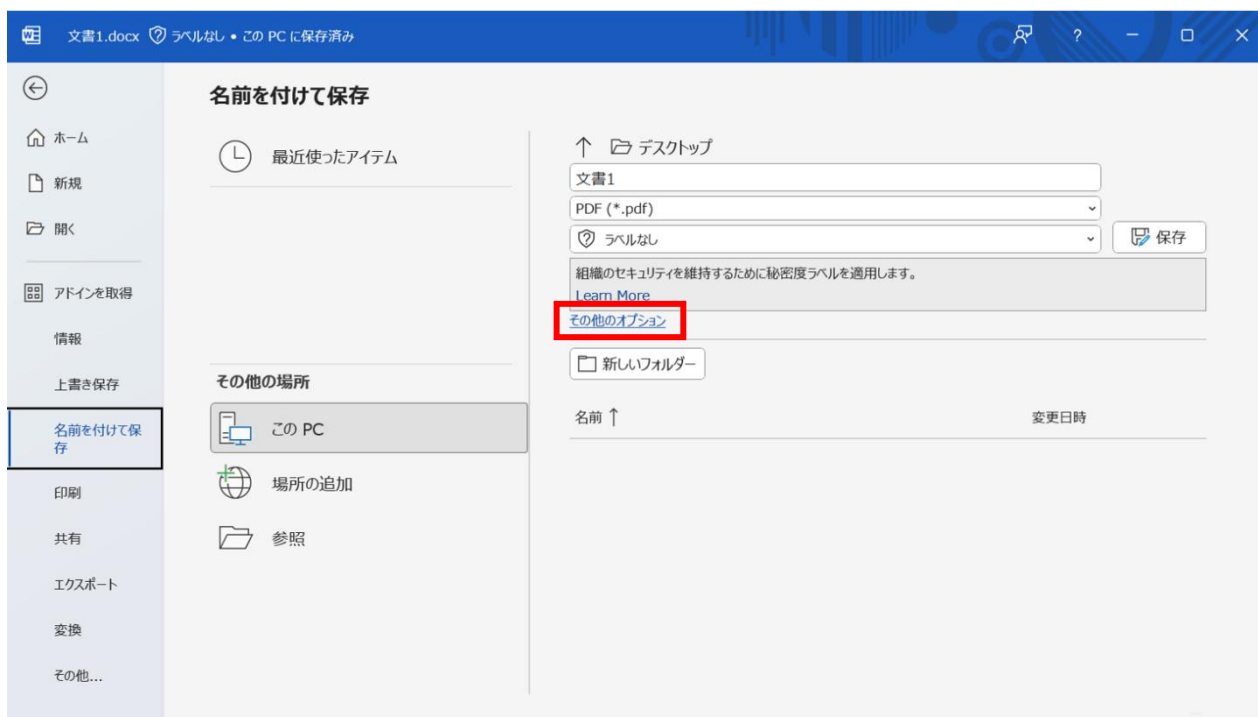 文書1.docx ラベルなし • この PC に保存済み
?
ホーム
新規
開く
アドインを取得
情報
上書き保存
名前を付けて保
存
印刷
共有
エクスポート
変換
その他...
名前を付けて保存
最近使ったアイテム
その他の場所
この PC
場所の追加
参照
↑ デスクトップ
文書1
PDF (*.pdf)
ラベルなし
保存
組織のセキュリティを維持するために秘密度ラベルを適用します。
Learn More
その他のオプション
新しいフォルダー
名前 ↑ 変更日時